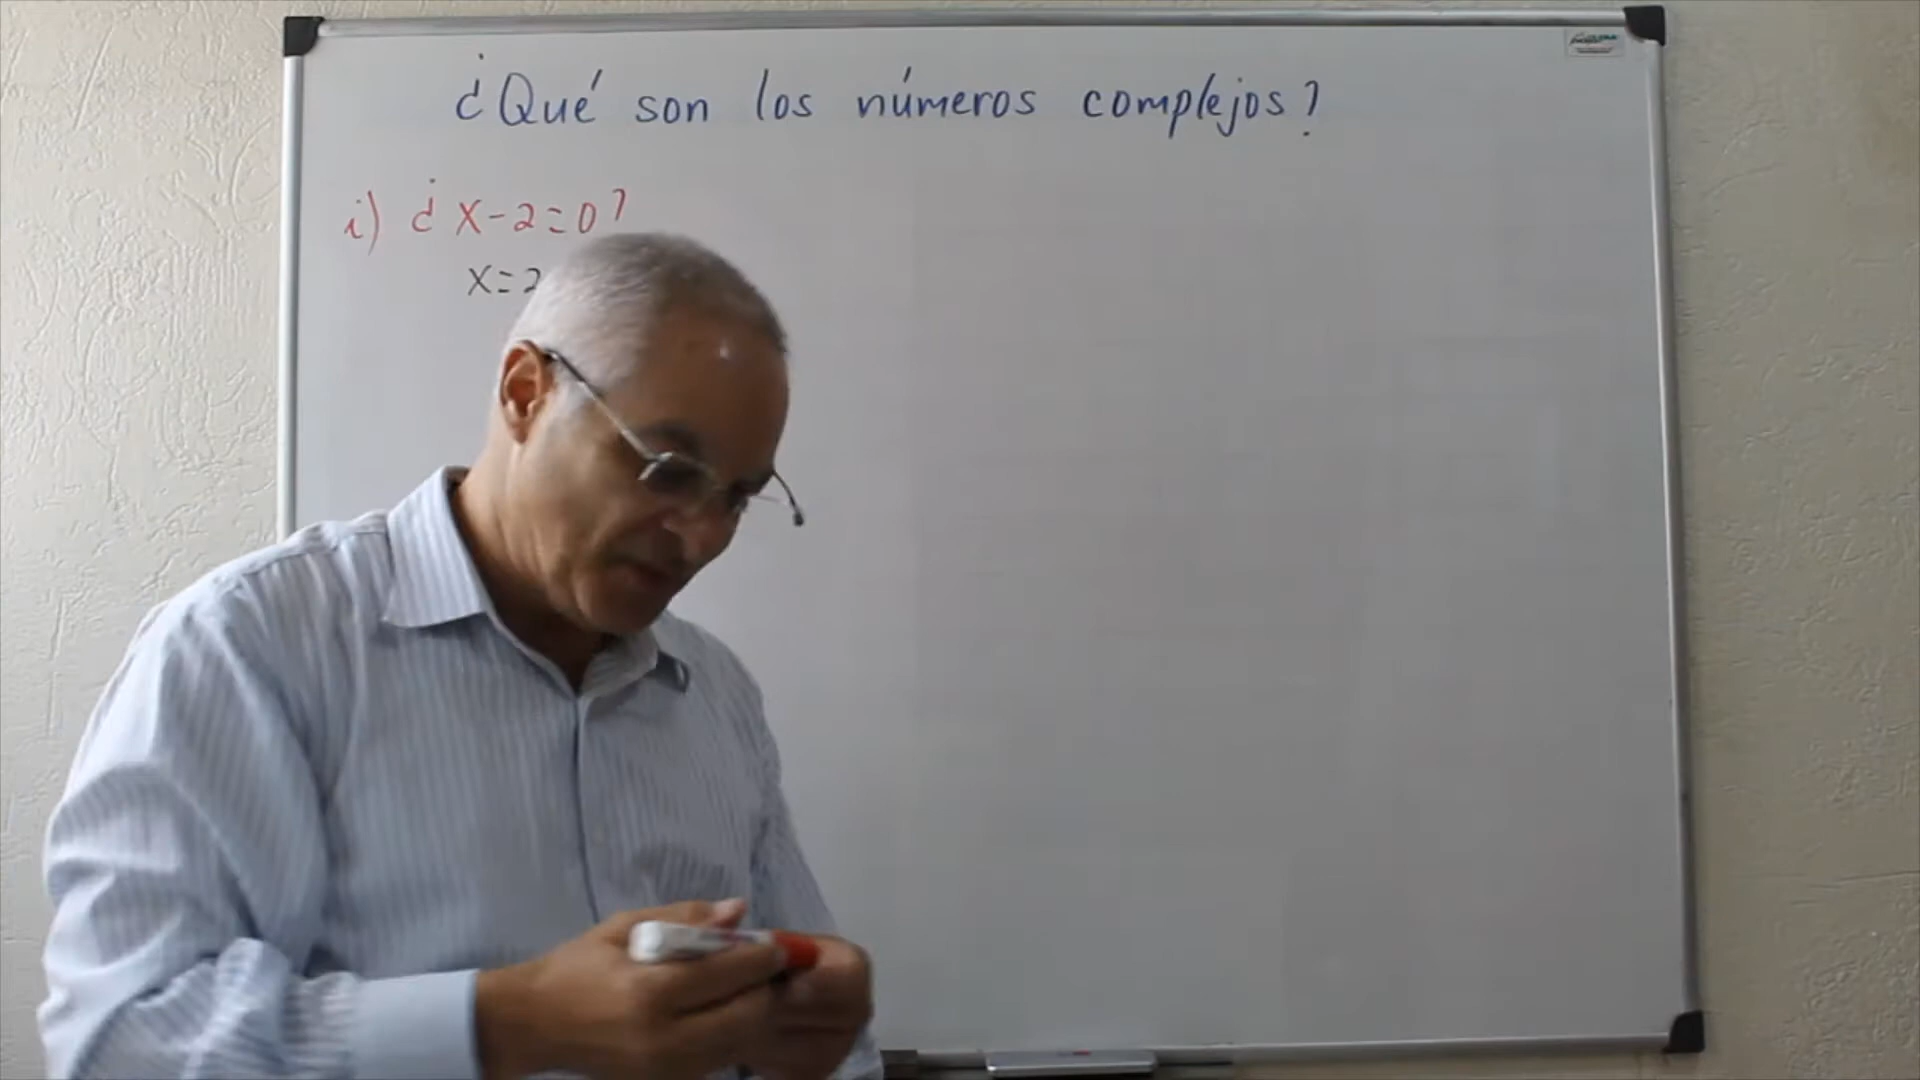 ¿Qué son los números complejos?
i) ¿x-2=0?
x=2